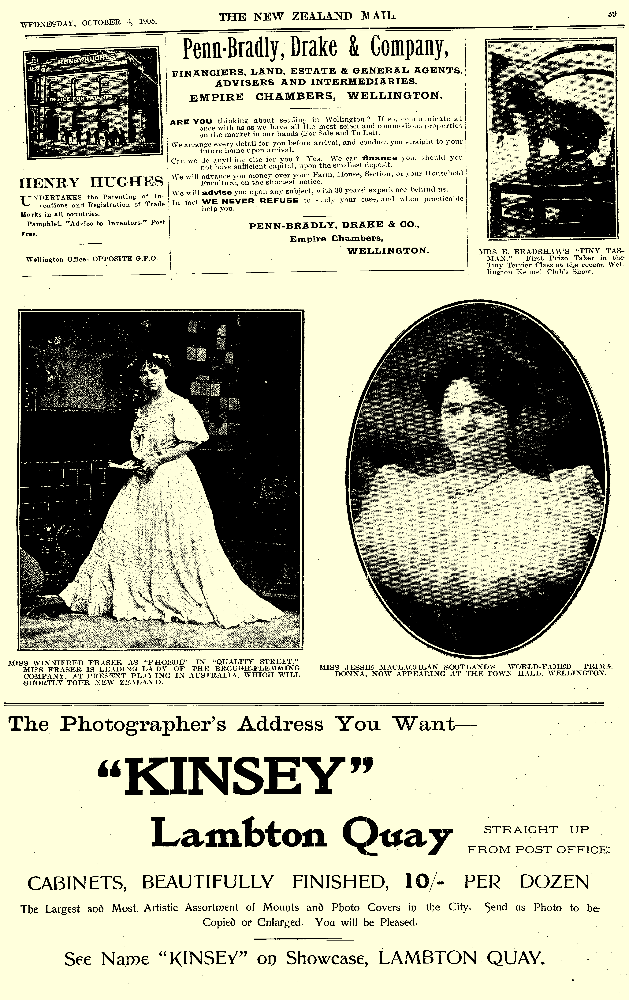 WEDNESDAY, OCTOBER 4, 1905.
THE NEW ZEALAND MAIL.
39
HENRY HUGHES
OFFICE FOR PATENTS
HENRY HUGHES
UNDERTAKES the Patenting of In-
ventions and Registration of Trade
Marks in all countries.
Pamphlet, “Advice to Inventors.” Post
Free.
Wellington Office: OPPOSITE G.P.O.
Penn-Bradly, Drake & Company,
FINANCIERS, LAND, ESTATE & GENERAL AGENTS,
ADVISERS AND INTERMEDIARIES.
EMPIRE CHAMBERS, WELLINGTON.
ARE YOU thinking about settling in Wellington? If so, communicate at
once with us as we have all the most select and commodious properties
on the market in our hands (For Sale and To Let).
We arrange every detail for you before arrival, and conduct you straight to your
future home upon arrival.
Can we do anything else for you? Yes. We can finance you, should you
not have sufficient capital, upon the smallest deposit.
We will advance you money over your Farm, House, Section, or your Household
Furniture, on the shortest notice.
We will advise you upon any subject, with 30 years’ experience behind us.
In fact WE NEVER REFUSE to study your case, and when practicable
help you.
PENN-BRADLY, DRAKE & CO.,
Empire Chambers,
WELLINGTON.
MRS E. BRADSHAW’S “TINY TAS-
MAN.” First Prize Taker in the
Tiny Terrier Class at the recent Wel-
lington Kennel Club’s Show.
MISS WINNIFRED FRASER AS “PHOEBE” IN “QUALITY STREET.”
MISS FRASER IS LEADING LADY OF THE BROUGH-FLEMMING
COMPANY. AT PRESENT PLAYING IN AUSTRALIA. WHICH WILL
SHORTLY TOUR NEW ZEALAND.
MISS JESSIE MACLACHLAN SCOTLAND’S WORLD-FAMED PRIMA
DONNA, NOW APPEARING AT THE TOWN HALL. WELLINGTON.
The Photographer’s Address You Want—
“KINSEY”
Lambton Quay
STRAIGHT UP
FROM POST OFFICE.
CABINETS, BEAUTIFULLY FINISHED, 10/- PER DOZEN
The Largest and Most Artistic Assortment of Mounts and Photo Covers in the City. Send us Photo to be
Copied or Enlarged. You will be Pleased.
See Name “KINSEY” on Showcase, LAMBTON QUAY.